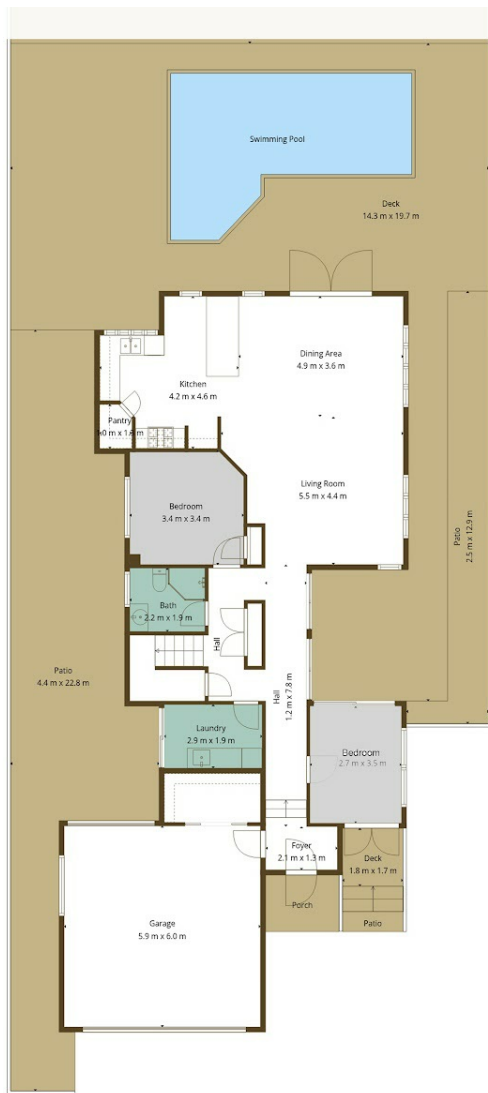 Swimming Pool
Deck
14.3 m x 19.7 m
Dining Area
4.9 m x 3.6 m
Kitchen
4.2 m x 4.6 m
Pantry
Living Room
5.5 m x 4.4 m
Bedroom
3.4 m x 3.4 m
Patio
2.5 m x 12.9 m
Bath
2.2 m x 1.9 m
Hall
Patio
4.4 m x 22.8 m
Hall
1.2 m x 7.8 m
Laundry
2.9 m x 1.9 m
Bedroom
2.7 m x 3.5 m
Foyer
2.1 m x 1.3 m
Deck
1.8 m x 1.7 m
Porch
Patio
Garage
5.9 m x 6.0 m